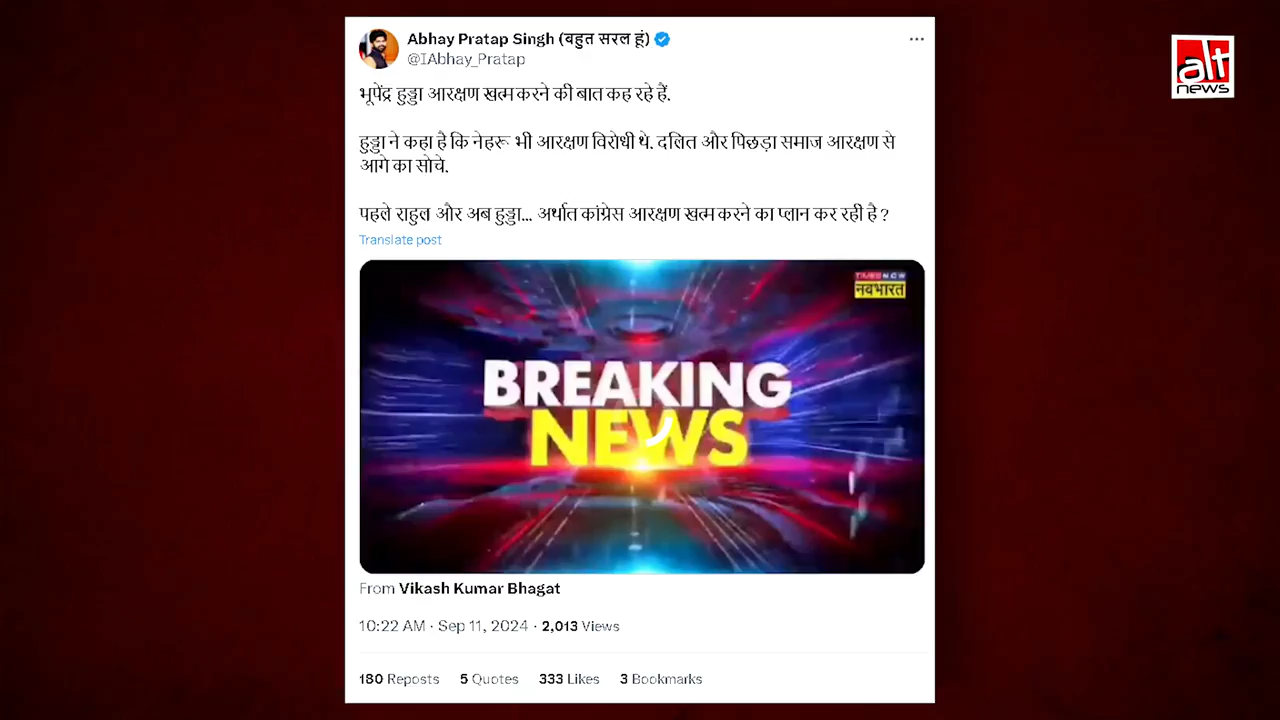 Abhay Pratap Singh (बहुत सरल हूं)
@IAbhay_Pratap
भूपेंद्र हुड्डा आरक्षण खत्म करने की बात कह रहे हैं.
हुड्डा ने कहा है कि नेहरू भी आरक्षण विरोधी थे. दलित और पिछड़ा समाज आरक्षण से
आगे का सोचे.
पहले राहुल और अब हुड्डा... अर्थात कांग्रेस आरक्षण खत्म करने का प्लान कर रही है ?
Translate post
TIMES NOW
नवभारत
BREAKING
NEWS
From Vikash Kumar Bhagat
10:22 AM · Sep 11, 2024 · 2,013 Views
180 Reposts 5 Quotes 333 Likes 3 Bookmarks
alt
news